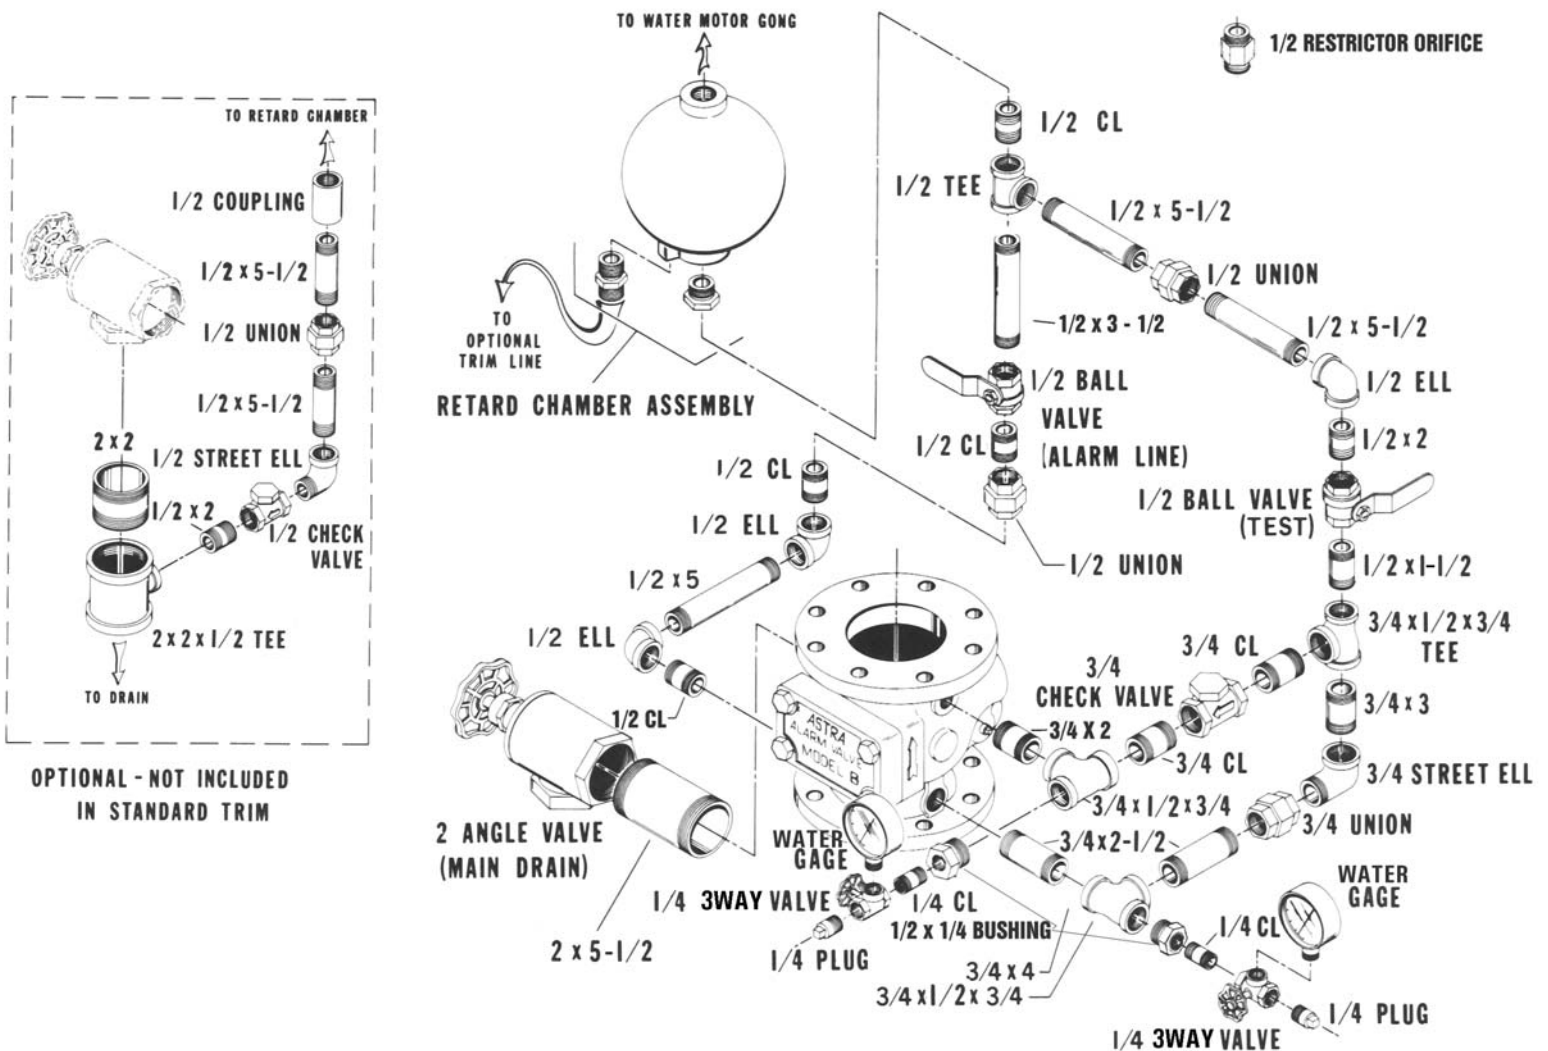 TO WATER MOTOR GONG
1/2 RESTRICTOR ORIFICE
TO RETARD CHAMBER
1/2 COUPLING
1/2 x 5-1/2
1/2 UNION
1/2 x 5-1/2
2 x 2
1/2 STREET ELL
1/2 x 2
1/2 CHECK
VALVE
2 x 2 x 1/2 TEE
TO DRAIN
OPTIONAL - NOT INCLUDED
IN STANDARD TRIM
TO
OPTIONAL
TRIM LINE
RETARD CHAMBER ASSEMBLY
1/2 CL
1/2 TEE
1/2 x 5-1/2
1/2 UNION
1/2 x 3 - 1/2
1/2 x 5-1/2
1/2 BALL
VALVE
(ALARM LINE)
1/2 ELL
1/2 CL
1/2 x 2
1/2 CL
1/2 BALL VALVE
(TEST)
1/2 ELL
1/2 UNION
1/2 x 1-1/2
1/2 x 5
1/2 ELL
3/4 x 1/2 x 3/4
TEE
3/4 CL
3/4
CHECK VALVE
1/2 CL
ASTRA
ALARM VALVE
MODEL B
3/4 X 2
3/4 x 3
3/4 CL
3/4 STREET ELL
3/4 x 1/2 x 3/4
3/4 UNION
2 ANGLE VALVE
(MAIN DRAIN)
WATER
GAGE
3/4 x 2-1/2
WATER
GAGE
1/4 3WAY VALVE
1/4 CL
1/2 x 1/4 BUSHING
1/4 CL
2 x 5-1/2
1/4 PLUG
3/4 x 4
3/4 x 1/2 x 3/4
1/4 PLUG
1/4 3WAY VALVE